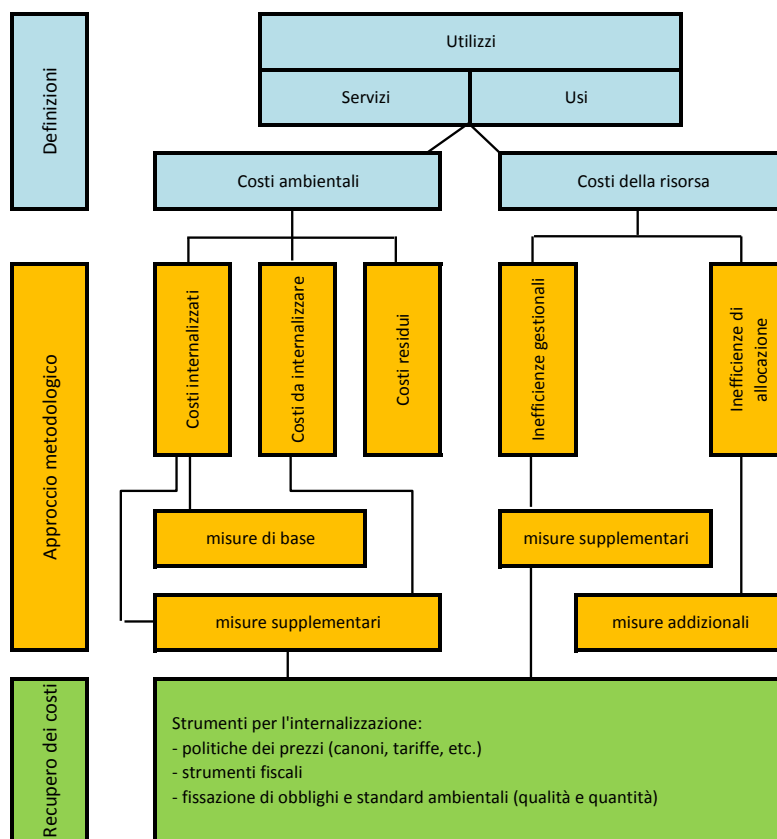 Definizioni
Utilizzi
Servizi
Usi
Costi ambientali
Costi della risorsa
Approccio metodologico
Costi internalizzati
Costi da internalizzare
Costi residui
Inefficienze gestionali
Inefficienze di
allocazione
misure di base
misure supplementari
misure supplementari
misure addizionali
Recupero dei costi
Strumenti per l'internalizzazione:
- politiche dei prezzi (canoni, tariffe, etc.)
- strumenti fiscali
- fissazione di obblighi e standard ambientali (qualità e quantità)